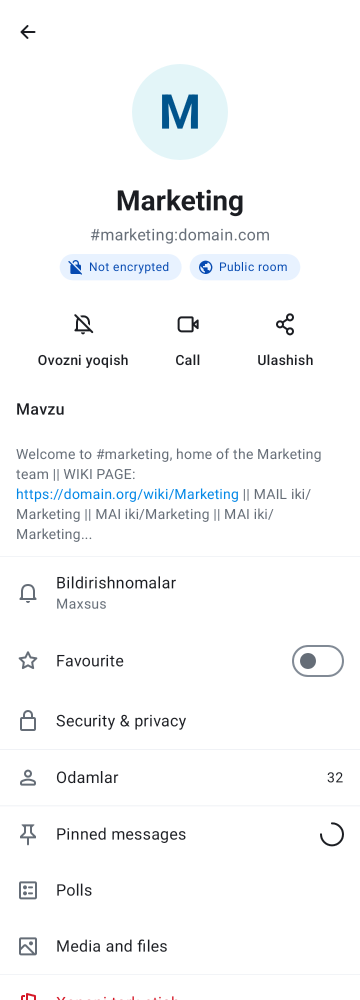 M
Marketing
#marketing:domain.com
Not encrypted
Public room
Ovozni yoqish
Call
Ulashish
Mavzu
Welcome to #marketing, home of the Marketing
team || WIKI PAGE:
https://domain.org/wiki/Marketing || MAIL iki/
Marketing || MAI iki/Marketing || MAI iki/
Marketing...
Bildirishnomalar
Maxsus
Favourite
Security & privacy
Odamlar
32
Pinned messages
Polls
Media and files